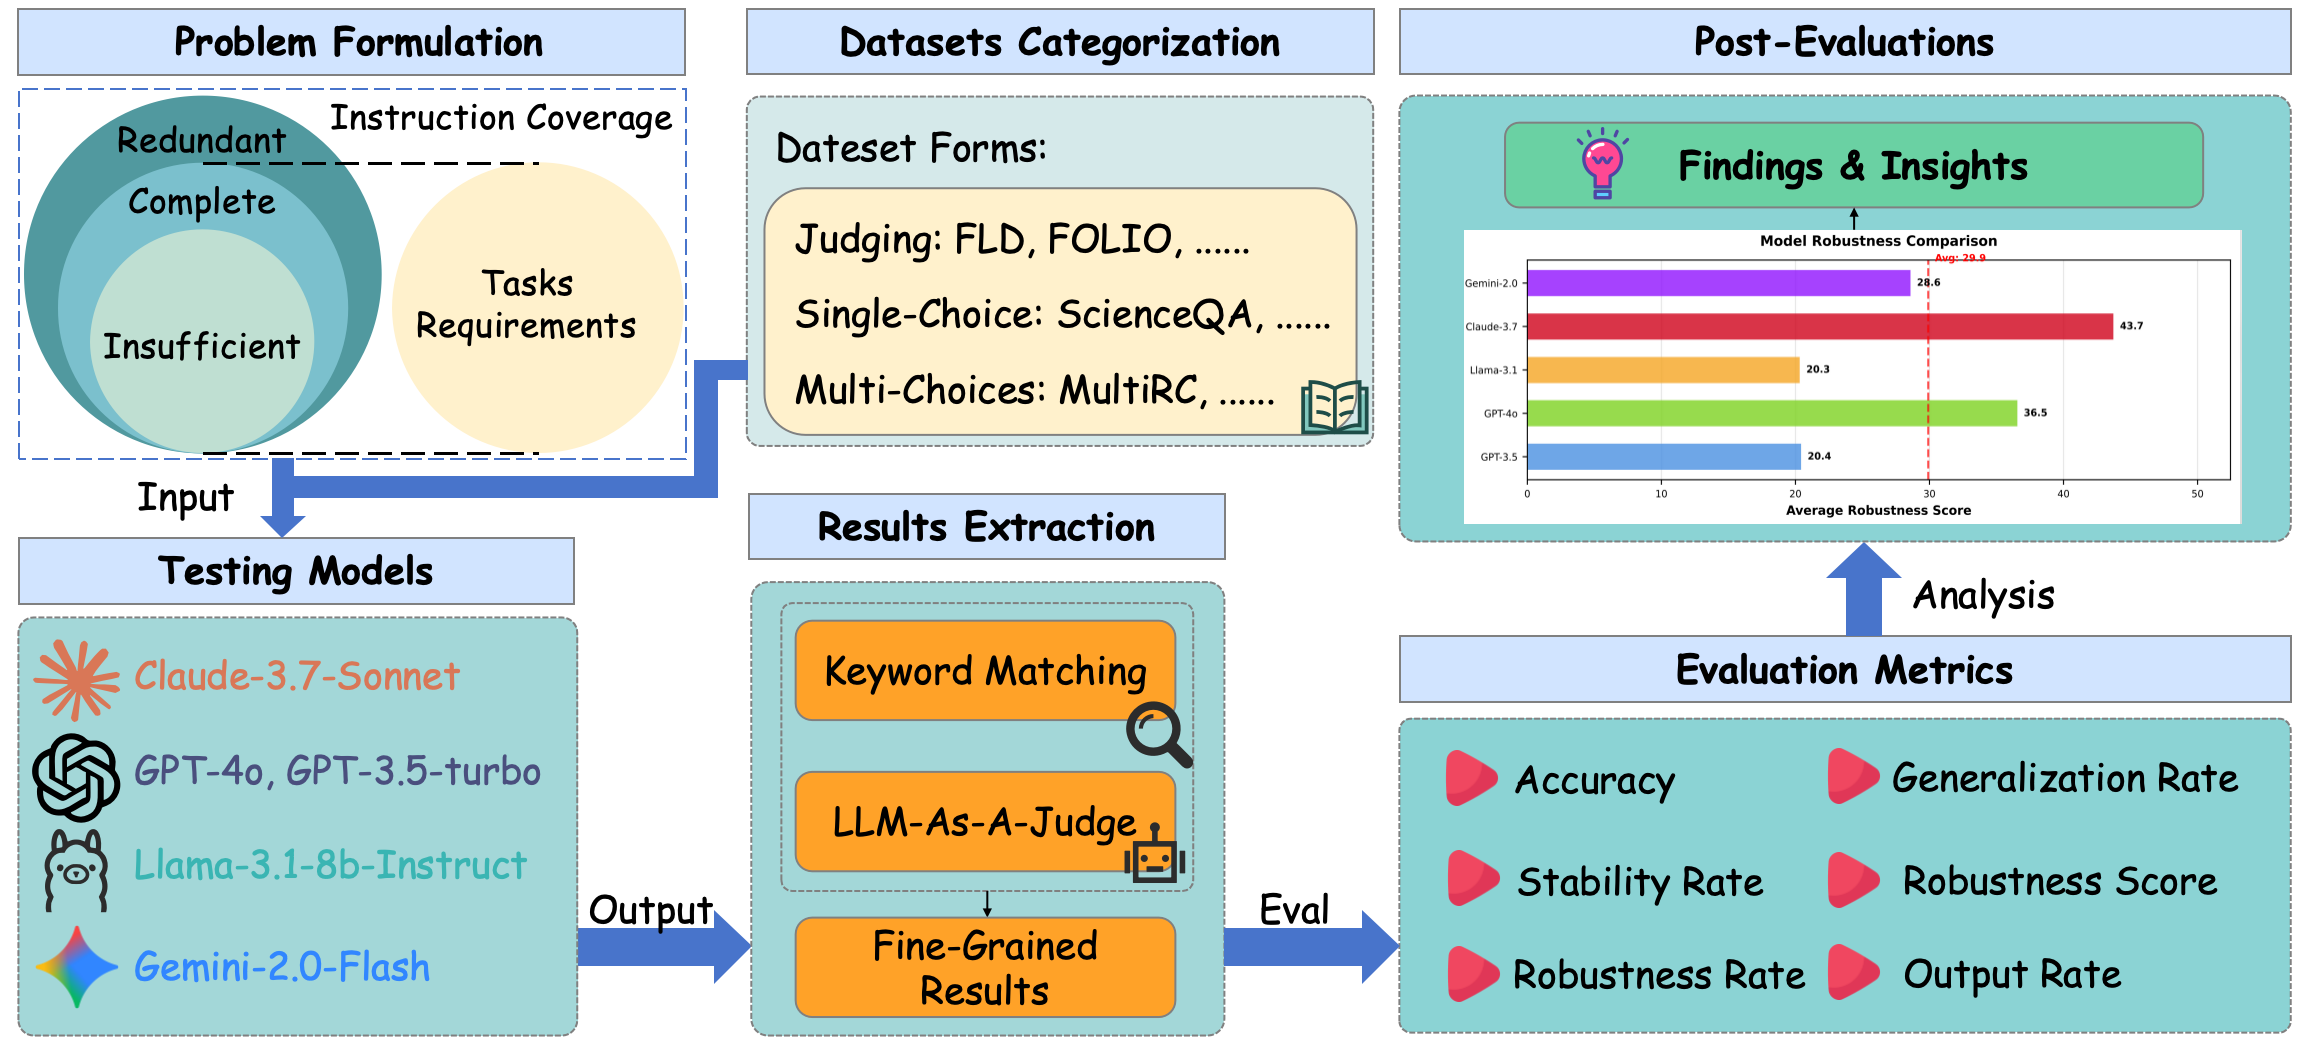 Problem Formulation
Instruction Coverage
Redundant
Complete
Insufficient
Tasks
Requirements
Input
Datasets Categorization
Dateset Forms:
Judging: FLD, FOLIO, ......
Single-Choice: ScienceQA, ......
Multi-Choices: MultiRC, ......
Testing Models
Claude-3.7-Sonnet
GPT-4o, GPT-3.5-turbo
Llama-3.1-8b-Instruct
Gemini-2.0-Flash
Output
Results Extraction
Keyword Matching
LLM-As-A-Judge
Fine-Grained
Results
Eval
Evaluation Metrics
Accuracy
Generalization Rate
Stability Rate
Robustness Score
Robustness Rate
Output Rate
Analysis
Post-Evaluations
Findings & Insights
Model Robustness Comparison
Avg: 29.9
Gemini-2.0
28.6
Claude-3.7
43.7
Llama-3.1
20.3
GPT-4o
36.5
GPT-3.5
20.4
0 10 20 30 40 50
Average Robustness Score